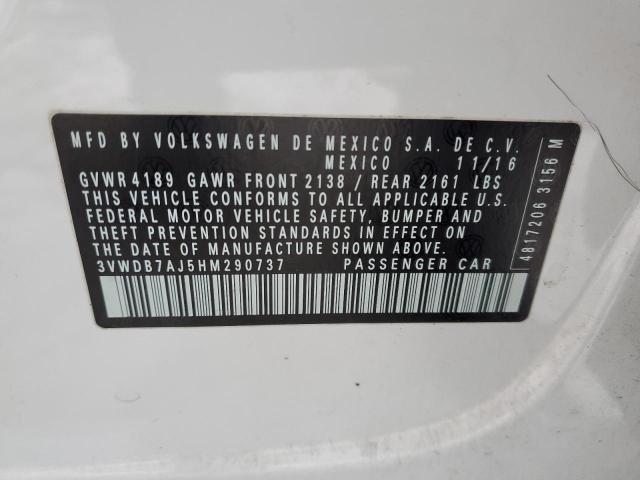 MFD BY VOLKSWAGEN DE MEXICO S.A. DE C.V.
MEXICO 11/16
GVWR 4189 GAWR FRONT 2138 / REAR 2161 LBS
THIS VEHICLE CONFORMS TO ALL APPLICABLE U.S.
FEDERAL MOTOR VEHICLE SAFETY, BUMPER AND
THEFT PREVENTION STANDARDS IN EFFECT ON
THE DATE OF MANUFACTURE SHOWN ABOVE.
3VWDB7AJ5HM290737 PASSENGER CAR
4817206 3156 M